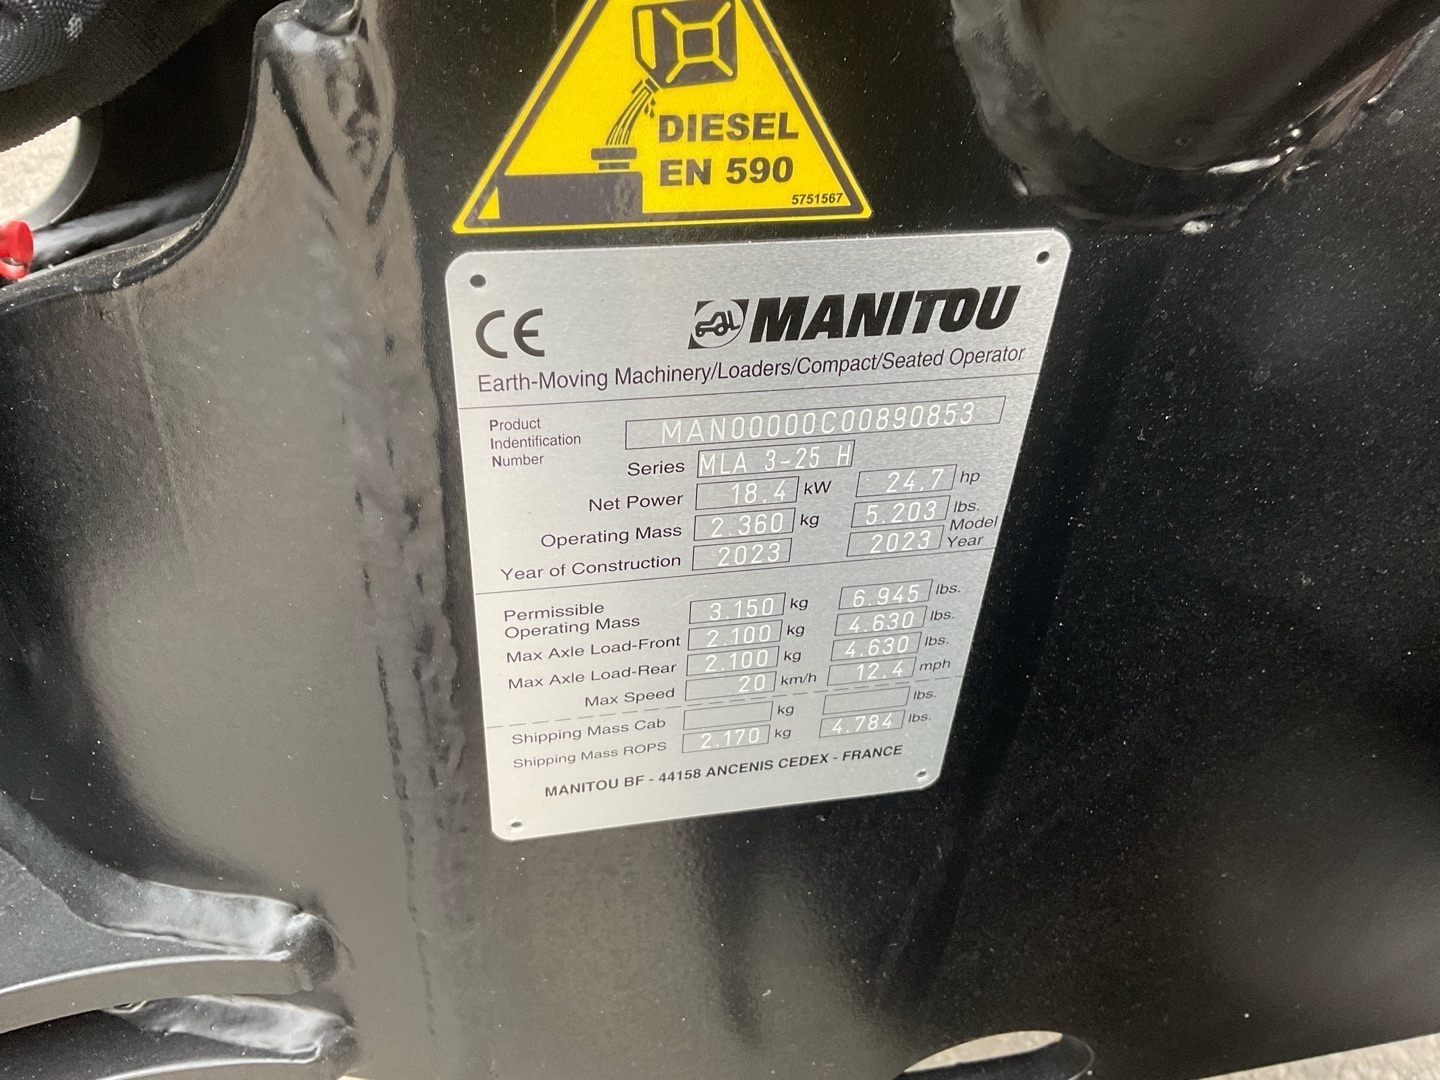 DIESEL
EN 590
5751567
CE MANITOU
Earth-Moving Machinery/Loaders/Compact/Seated Operator
Product
Indentification
Number
MAN00000C00890853
Series MLA 3-25 H
Net Power 18.4 kW 24.7 hp
Operating Mass 2.360 kg 5.203 lbs.
Year of Construction 2023 2023 Model
Year
Permissible
Operating Mass 3.150 kg 6.945 lbs.
Max Axle Load-Front 2.100 kg 4.630 lbs.
Max Axle Load-Rear 2.100 kg 4.630 lbs.
Max Speed 20 km/h 12.4 mph
Shipping Mass Cab kg lbs.
Shipping Mass ROPS 2.170 kg 4.784 lbs.
MANITOU BF - 44158 ANCENIS CEDEX - FRANCE